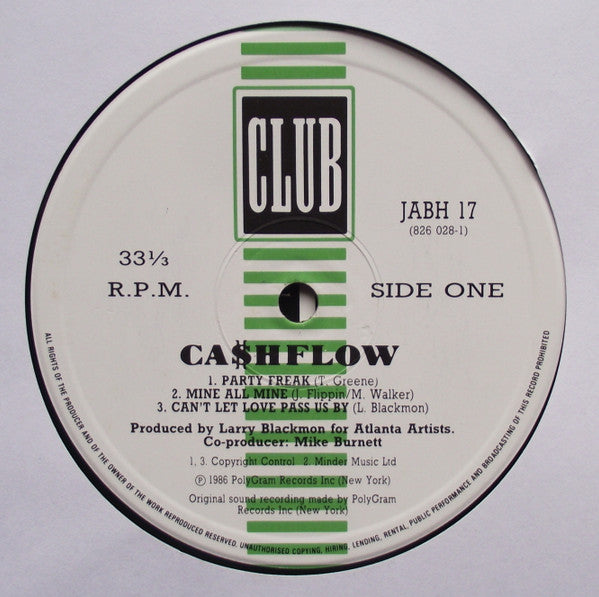 CLUB
JABH 17
(826 028-1)
33⅓
R.P.M.
SIDE ONE
CA$HFLOW
1. PARTY FREAK (T. Greene)
2. MINE ALL MINE (J. Flippin/M. Walker)
3. CAN'T LET LOVE PASS US BY (L. Blackmon)
Produced by Larry Blackmon for Atlanta Artists.
Co-producer: Mike Burnett
1, 3. Copyright Control 2. Minder Music Ltd
℗ 1986 PolyGram Records Inc (New York)
Original sound recording made by PolyGram
Records Inc (New York)
ALL RIGHTS OF THE PRODUCER AND OF THE OWNER OF THE WORK REPRODUCED RESERVED. UNAUTHORISED COPYING, HIRING, LENDING, RENTAL, PUBLIC PERFORMANCE AND BROADCASTING OF THIS RECORD PROHIBITED